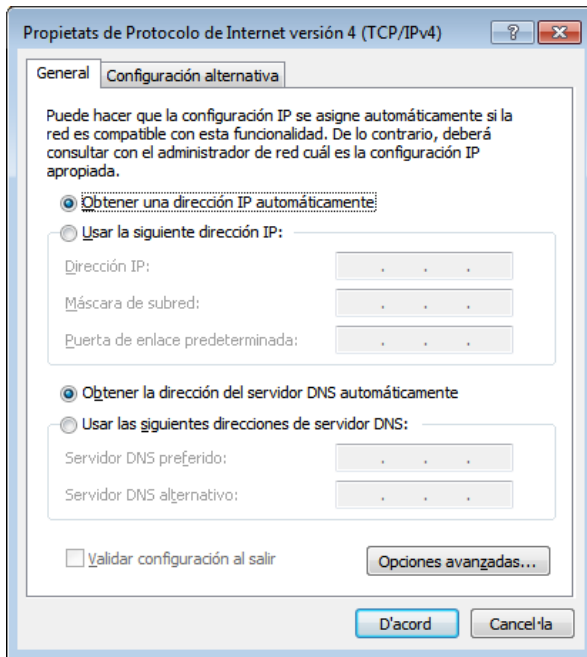 Propietats de Protocolo de Internet versión 4 (TCP/IPv4)
General
Configuración alternativa
Puede hacer que la configuración IP se asigne automáticamente si la
red es compatible con esta funcionalidad. De lo contrario, deberá
consultar con el administrador de red cuál es la configuración IP
apropiada.
Obtener una dirección IP automáticamente
Usar la siguiente dirección IP:
Dirección IP:
Máscara de subred:
Puerta de enlace predeterminada:
Obtener la dirección del servidor DNS automáticamente
Usar las siguientes direcciones de servidor DNS:
Servidor DNS preferido:
Servidor DNS alternativo:
Validar configuración al salir
Opciones avanzadas...
D'acord
Cancel·la